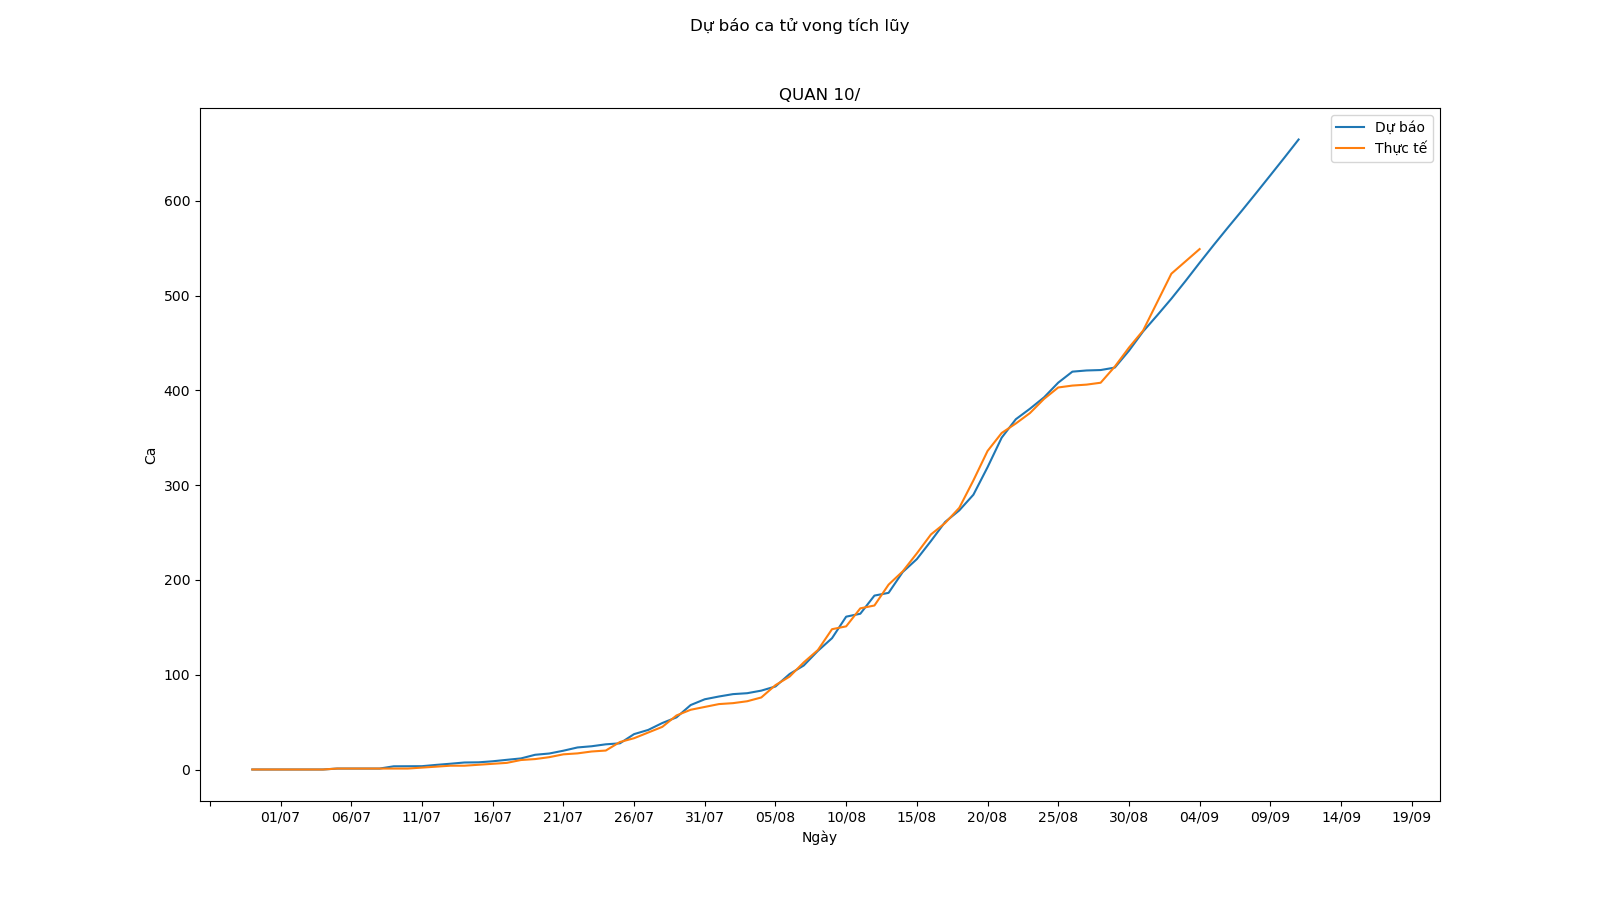 Dự báo ca tử vong tích lũy
QUAN 10/
Dự báo
Thực tế
600
500
400
300
200
100
0
Ca
01/07 06/07 11/07 16/07 21/07 26/07 31/07 05/08 10/08 15/08 20/08 25/08 30/08 04/09 09/09 14/09 19/09
Ngày